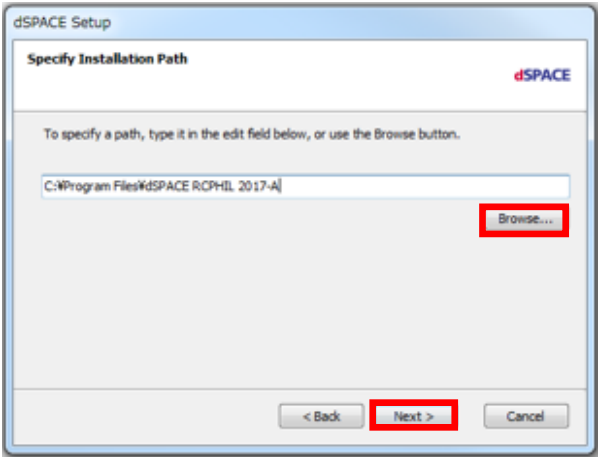 dSPACE Setup
Specify Installation Path
dSPACE
To specify a path, type it in the edit field below, or use the Browse button.
C:¥Program Files¥dSPACE RCPHIL 2017-A
Browse...
< Back
Next >
Cancel